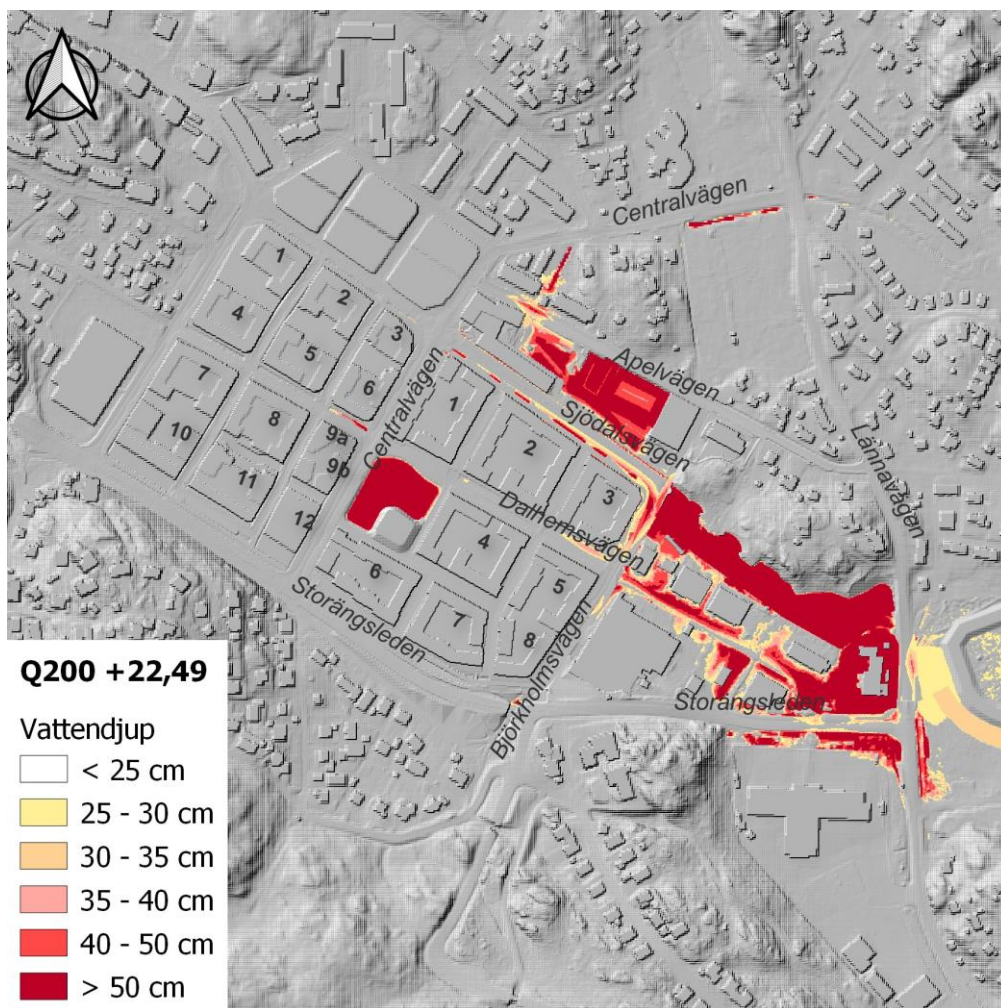 Centralvägen
1
2
3
4
5
6
7
8
9a
9b
10
11
12
Centralvägen
Apelvägen
Sjödalsvägen
Lännavägen
1
2
3
Dalhemsvägen
4
5
6
7
8
Storängsleden
Björkholmsvägen
Storängsleden
Q200 +22,49
Vattendjup
< 25 cm
25 - 30 cm
30 - 35 cm
35 - 40 cm
40 - 50 cm
> 50 cm